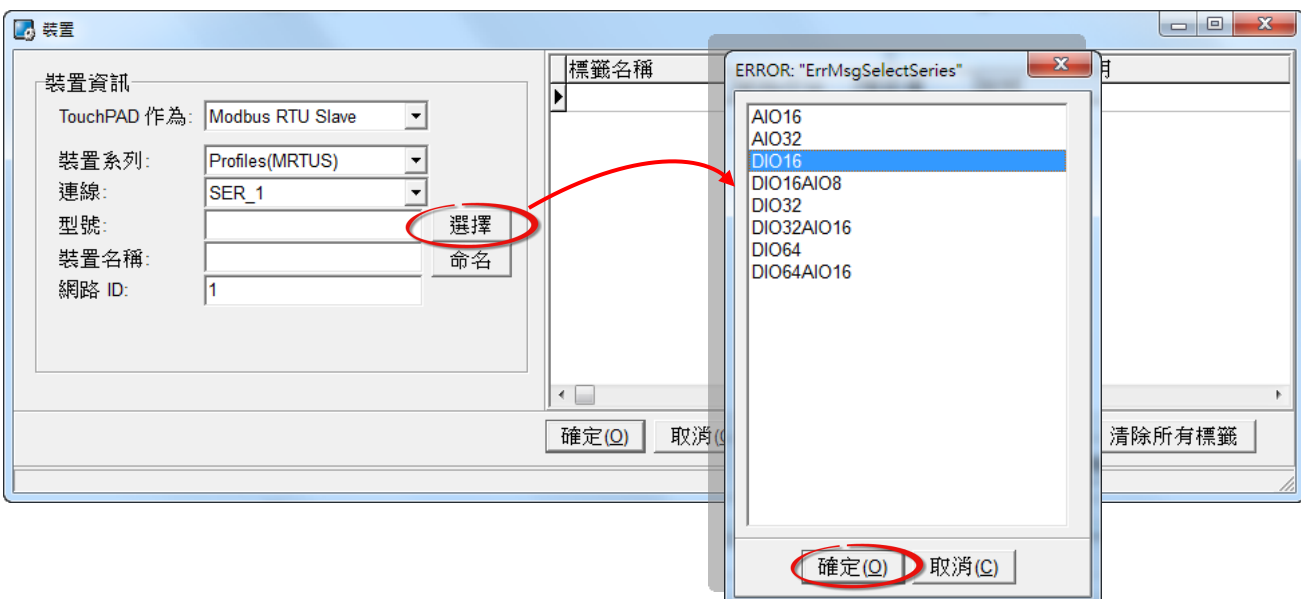 裝置
裝置資訊
TouchPAD 作為: Modbus RTU Slave
裝置系列: Profiles(MRTUS)
連線: SER_1
型號: 選擇
裝置名稱: 命名
網路 ID: 1
標籤名稱
確定(O) 取消(
清除所有標籤
ERROR: "ErrMsgSelectSeries"
AIO16
AIO32
DIO16
DIO16AIO8
DIO32
DIO32AIO16
DIO64
DIO64AIO16
確定(O) 取消(C)